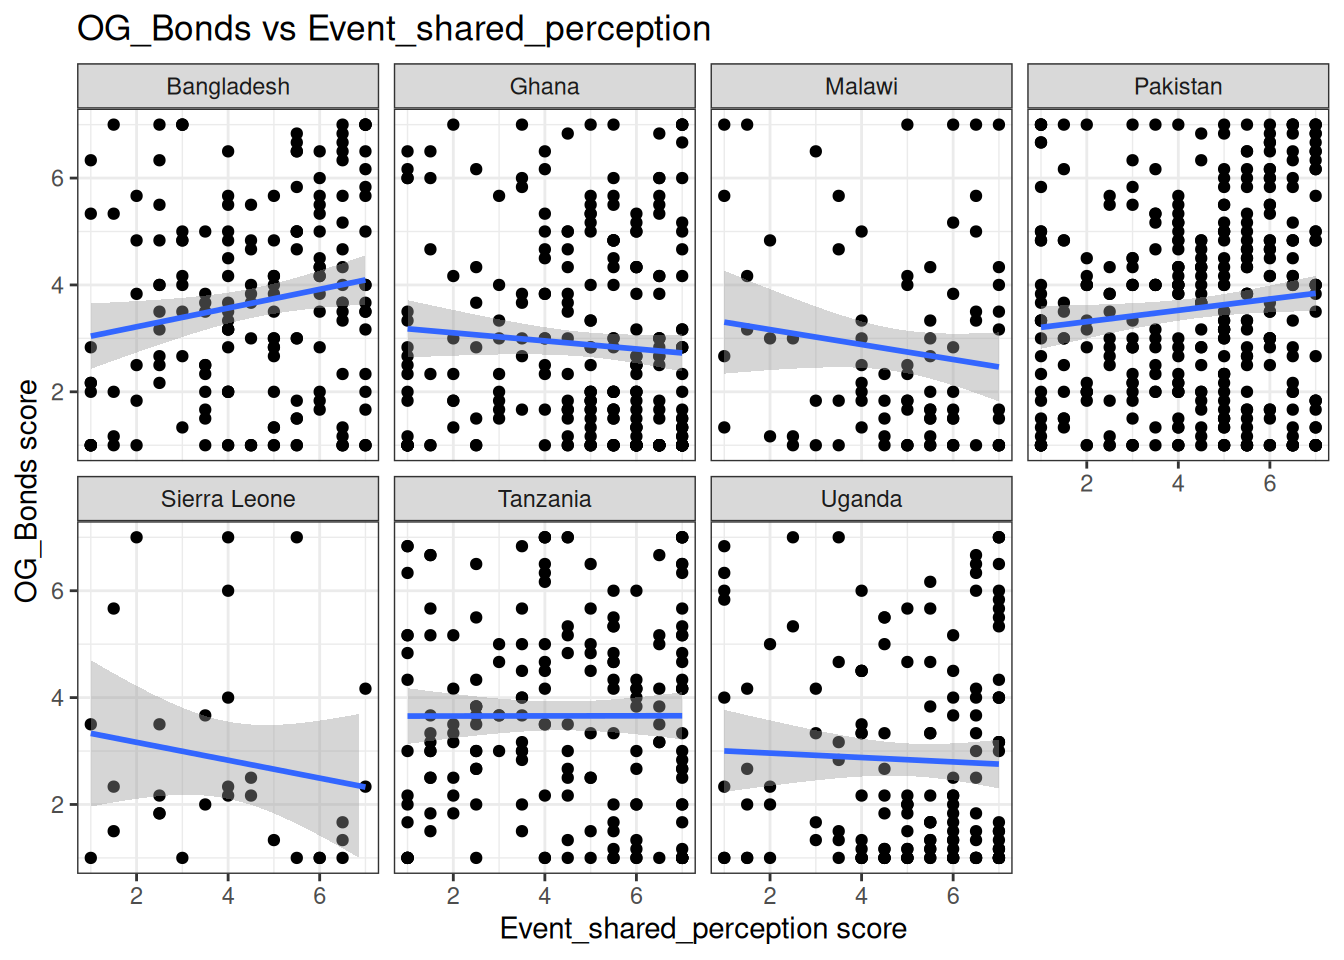 OG_Bonds vs Event_shared_perception
Bangladesh
Ghana
Malawi
Pakistan
6
4
2
2 4 6
Sierra Leone
Tanzania
Uganda
6
4
2
2 4 6
2 4 6
2 4 6
OG_Bonds score
Event_shared_perception score